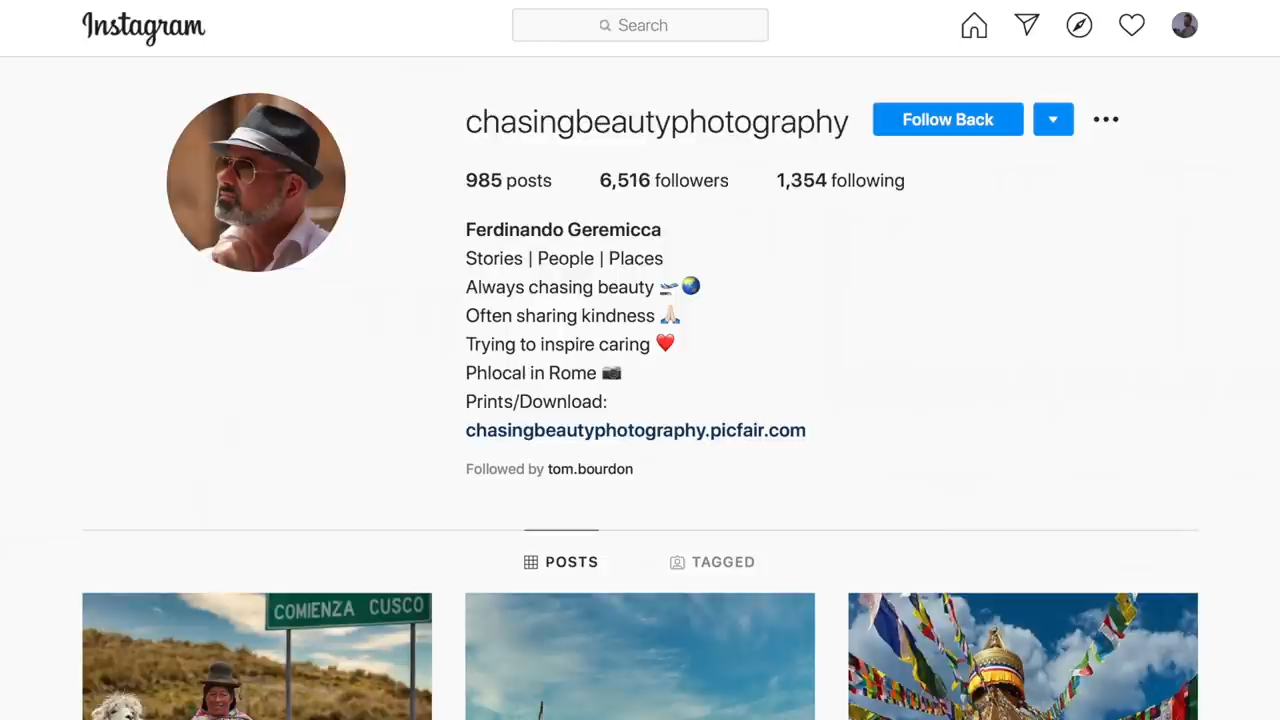 Instagram
Search
chasingbeautyphotography
Follow Back
985 posts 6,516 followers 1,354 following
Ferdinando Geremicca
Stories | People | Places
Always chasing beauty 🛫🌏
Often sharing kindness 🙏🏻
Trying to inspire caring ❤️
Phlocal in Rome 📷
Prints/Download:
chasingbeautyphotography.picfair.com
Followed by tom.bourdon
POSTS TAGGED
COMIENZA CUSCO